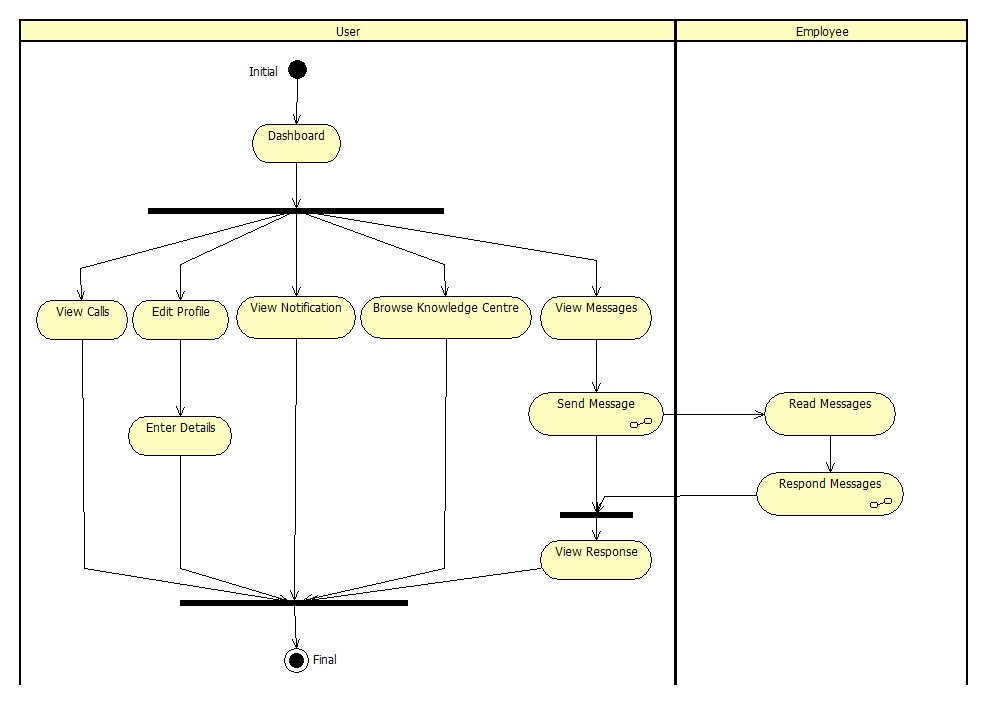 User
Employee
Initial
Dashboard
View Calls
Edit Profile
View Notification
Browse Knowledge Centre
View Messages
Send Message
Read Messages
Enter Details
Respond Messages
View Response
Final